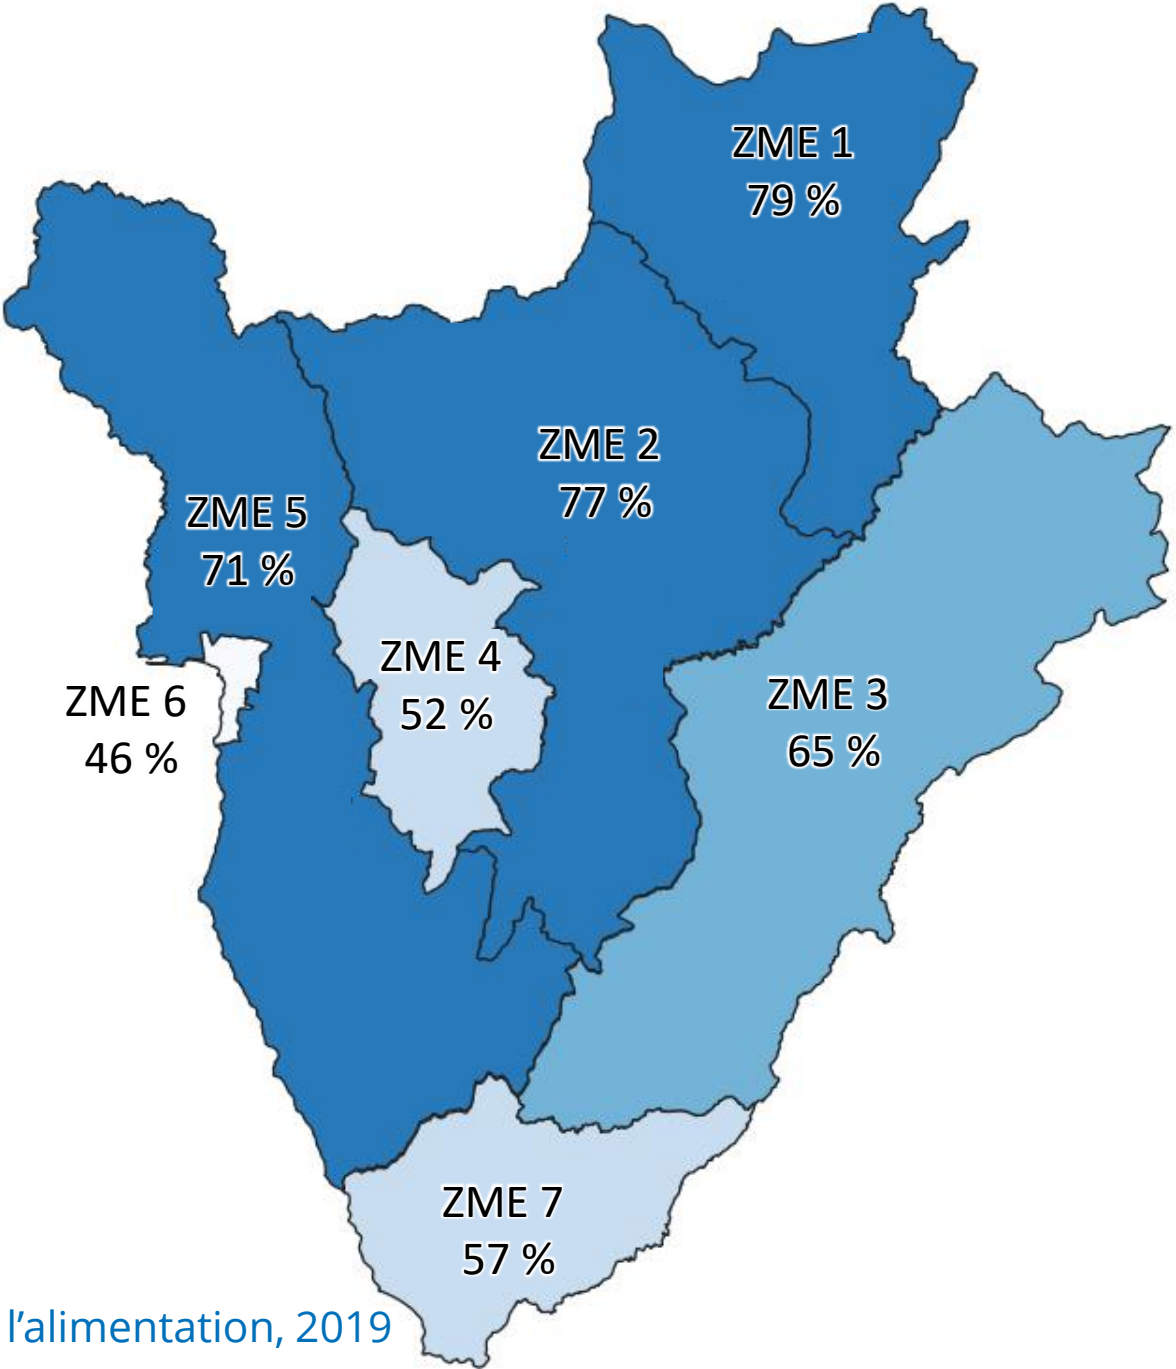 ZME 1
79 %
ZME 2
77 %
ZME 5
71 %
ZME 4
52 %
ZME 6
46 %
ZME 3
65 %
ZME 7
57 %
l’alimentation, 2019